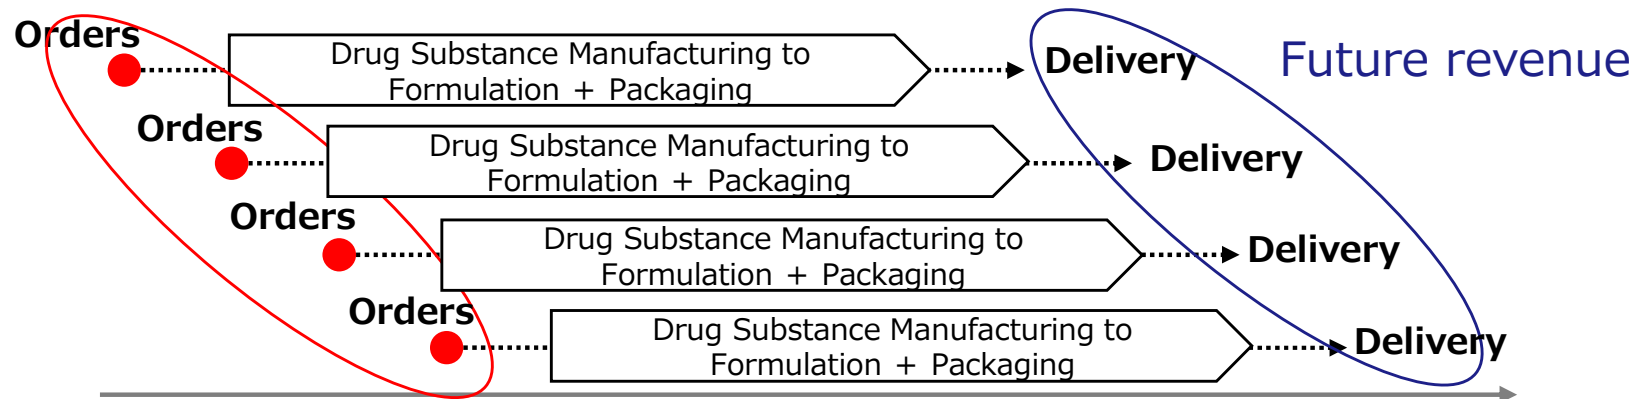 Orders
Drug Substance Manufacturing to
Formulation + Packaging
Delivery
Future revenue
Orders
Drug Substance Manufacturing to
Formulation + Packaging
Delivery
Orders
Drug Substance Manufacturing to
Formulation + Packaging
Delivery
Orders
Drug Substance Manufacturing to
Formulation + Packaging
Delivery